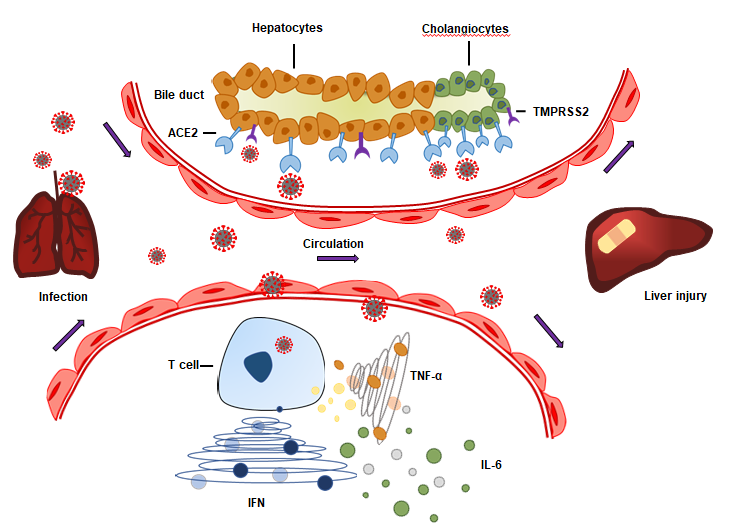 Hepatocytes
Cholangiocytes
Bile duct
TMPRSS2
ACE2
Circulation
Infection
Liver injury
T cell
TNF-α
IL-6
IFN